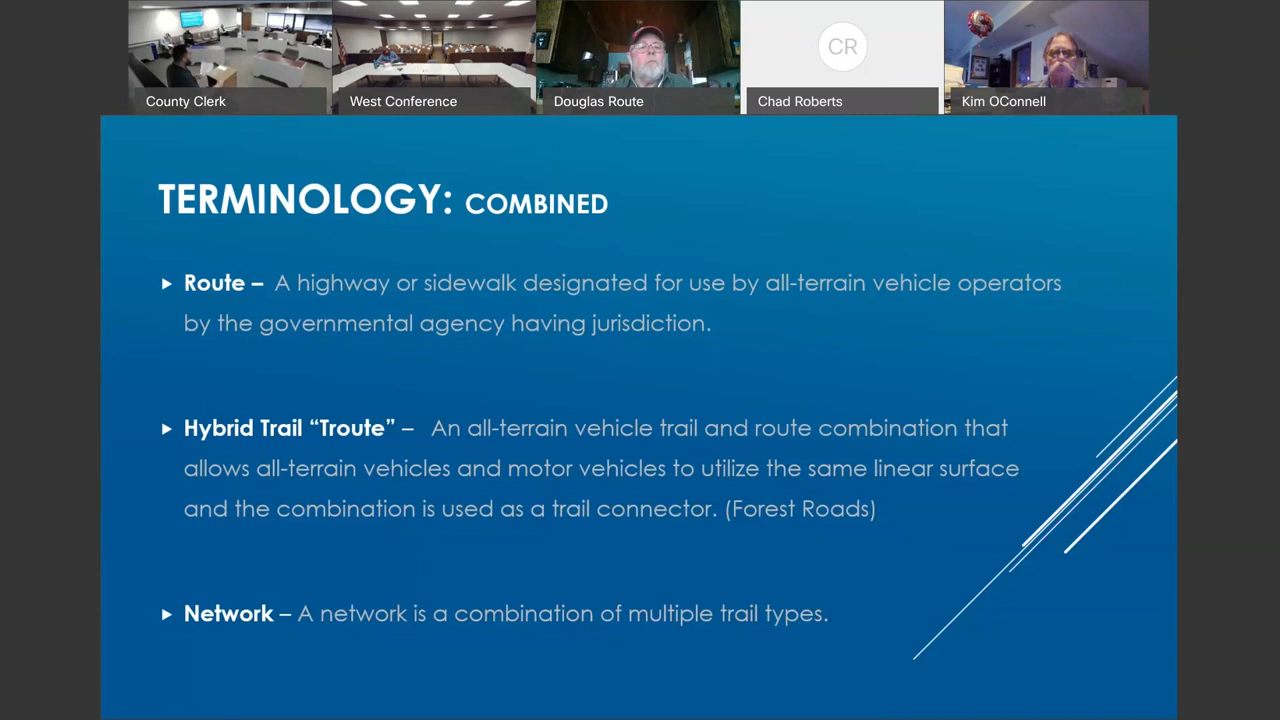 County Clerk
West Conference
Douglas Route
CR
Chad Roberts
Kim OConnell
TERMINOLOGY: COMBINED
Route – A highway or sidewalk designated for use by all-terrain vehicle operators
by the governmental agency having jurisdiction.
Hybrid Trail “Troute” – An all-terrain vehicle trail and route combination that
allows all-terrain vehicles and motor vehicles to utilize the same linear surface
and the combination is used as a trail connector. (Forest Roads)
Network – A network is a combination of multiple trail types.